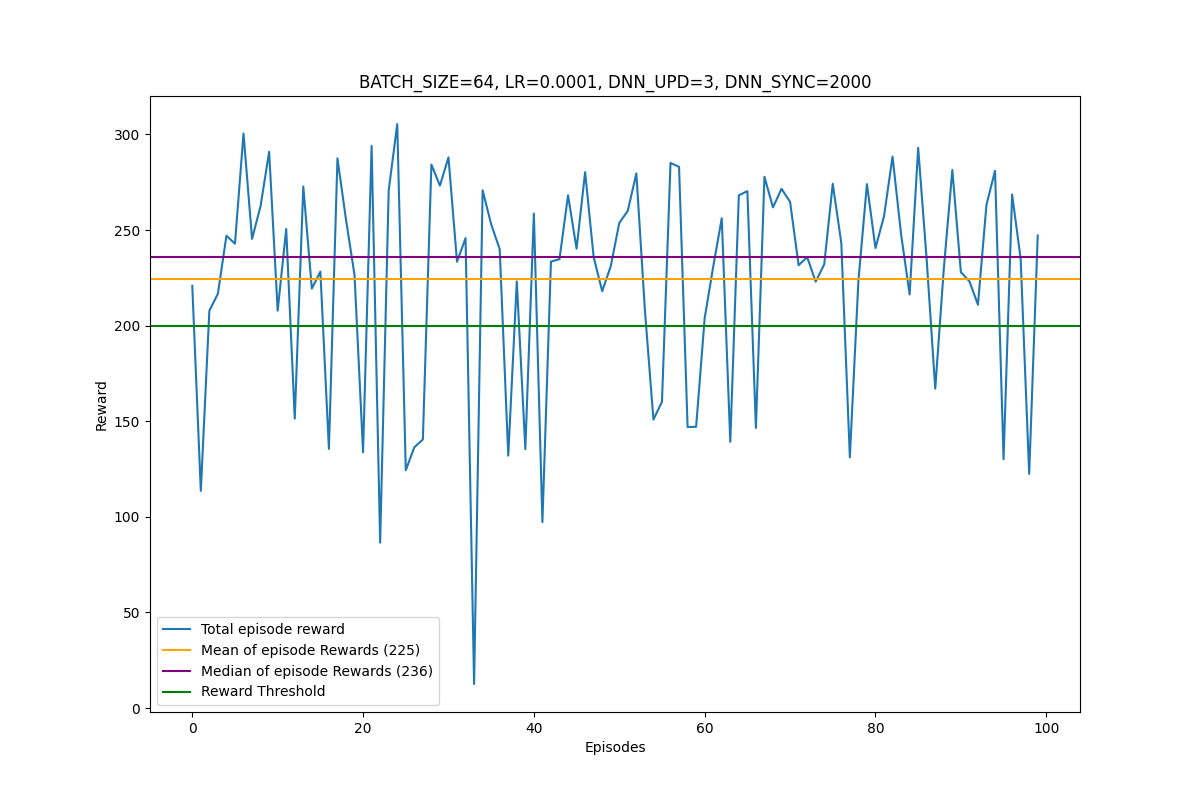 BATCH_SIZE=64, LR=0.0001, DNN_UPD=3, DNN_SYNC=2000
300
250
200
150
100
50
0
Reward
Total episode reward
Mean of episode Rewards (225)
Median of episode Rewards (236)
Reward Threshold
0 20 40 60 80 100
Episodes